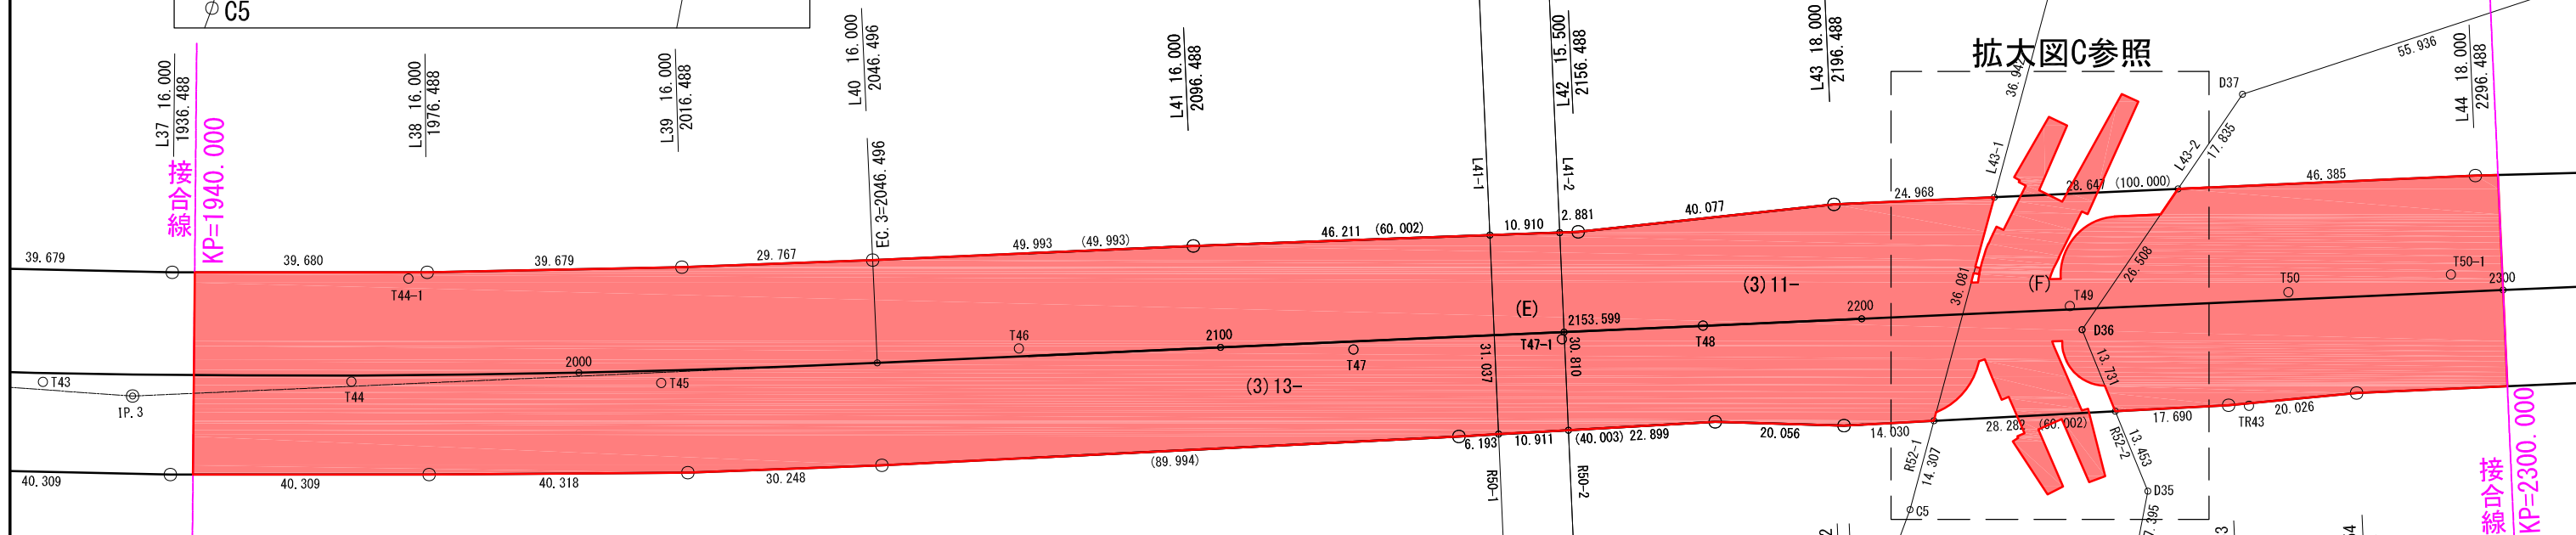 C5
L37 16.000
1936.488
接合線
KP=1940.000
L38 16.000
1976.488
L39 16.000
2016.488
L40 16.000
2046.496
EC.3=2046.496
L41 16.000
2096.488
L41-1
L42 15.500
2156.488
L41-2
L43 18.000
2196.488
拡大図C参照
36.942
L43-1
L43-2
17.835
D37
55.936
L44 18.000
2296.488
39.679
39.680
39.679
29.767
49.993
(49.993)
46.211
(60.002)
10.910
2.881
40.077
24.968
28.647
(100.000)
46.385
T44-1
(3)11-
(E)
(F)
36.081
26.508
T49
T50
T50-1
2300
T43
IP.3
T44
2000
T45
T46
2100
T47
T47-1
2153.599
T48
2200
D36
31.037
30.810
13.731
(3)13-
40.309
40.309
40.318
30.248
(89.994)
6.193
10.911
(40.003)
22.899
20.056
14.030
28.282
(60.002)
17.690
TR43
20.026
R50-1
R50-2
R52-1
14.307
R52-2
13.453
D35
C5
接合線
KP=2300.000